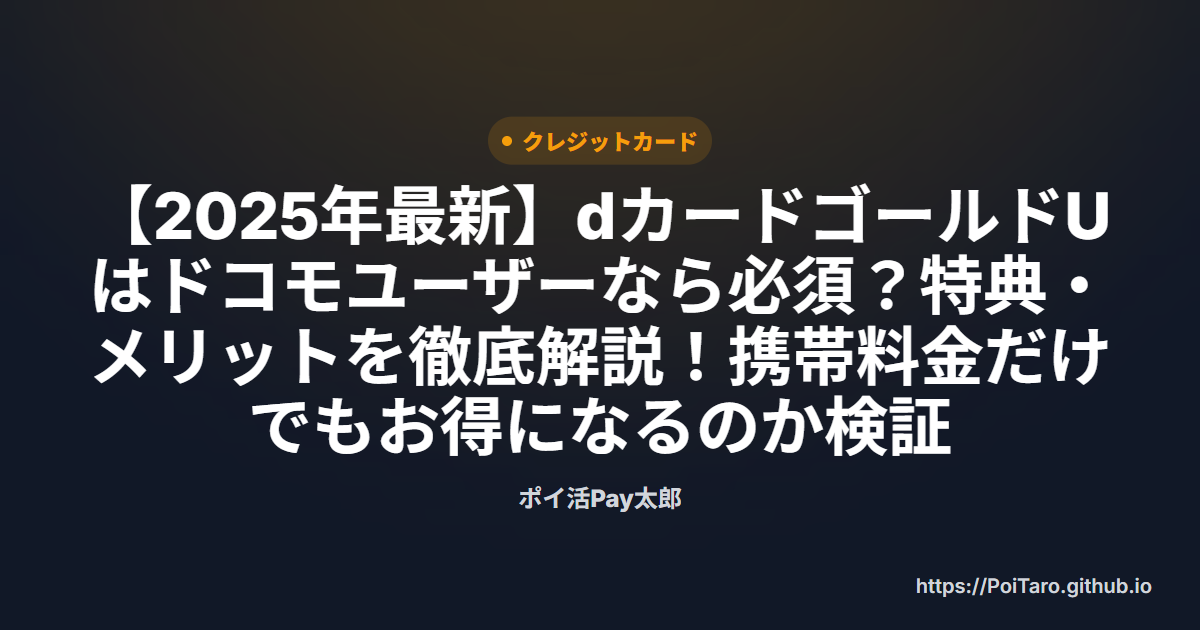 クレジットカード
【2025年最新】dカードゴールドU
はドコモユーザーなら必須？特典・
メリットを徹底解説！携帯料金だけ
でもお得になるのか検証
ポイ活Pay太郎
https://PoiTaro.github.io